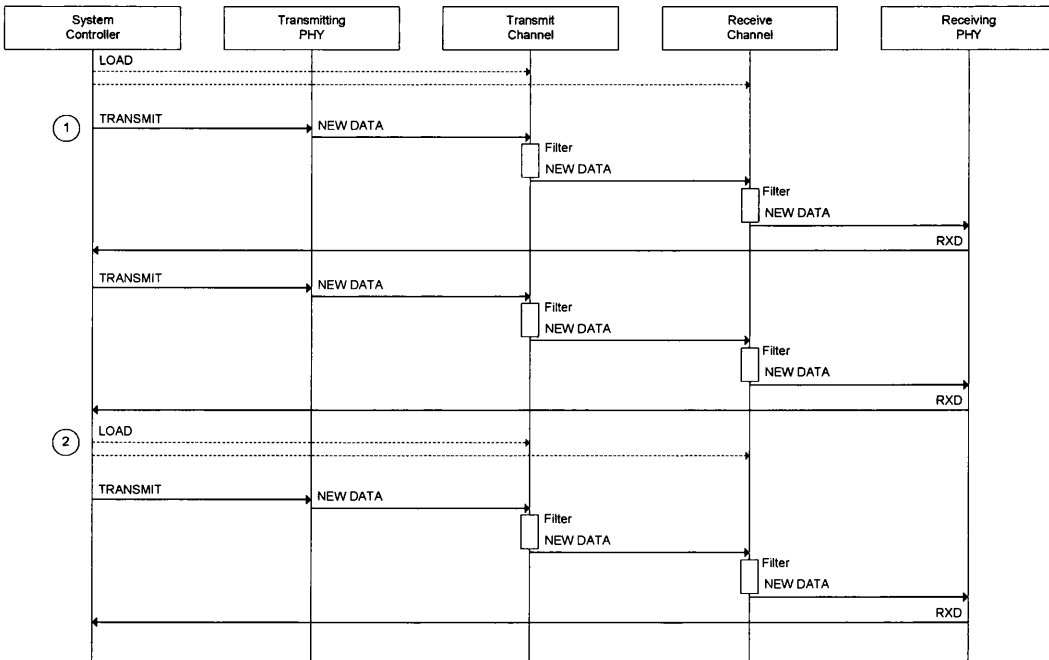 System
Controller
Transmitting
PHY
Transmit
Channel
Receive
Channel
Receiving
PHY
LOAD
1
TRANSMIT
NEW DATA
Filter
NEW DATA
Filter
NEW DATA
RXD
TRANSMIT
NEW DATA
Filter
NEW DATA
Filter
NEW DATA
RXD
2
LOAD
TRANSMIT
NEW DATA
Filter
NEW DATA
Filter
NEW DATA
RXD